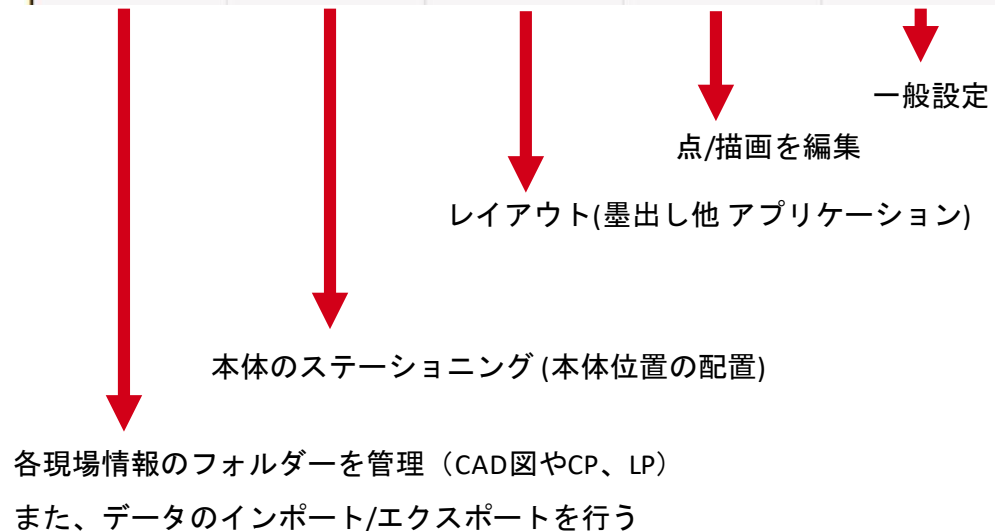 一般設定
点/描画を編集
レイアウト(墨出し他 アプリケーション)
本体のステーショニング (本体位置の配置)
各現場情報のフォルダーを管理（CAD図やCP、LP）
また、データのインポート/エクスポートを行う